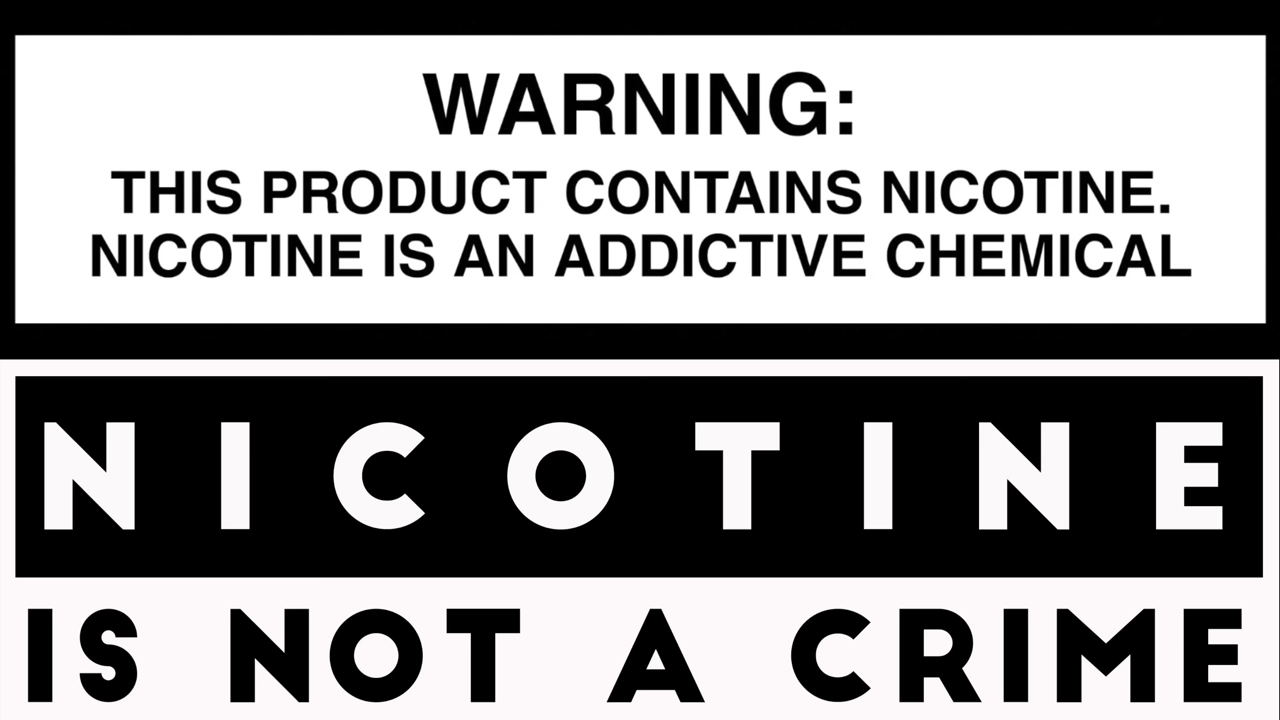 WARNING:
THIS PRODUCT CONTAINS NICOTINE.
NICOTINE IS AN ADDICTIVE CHEMICAL
NICOTINE
IS NOT A CRIME